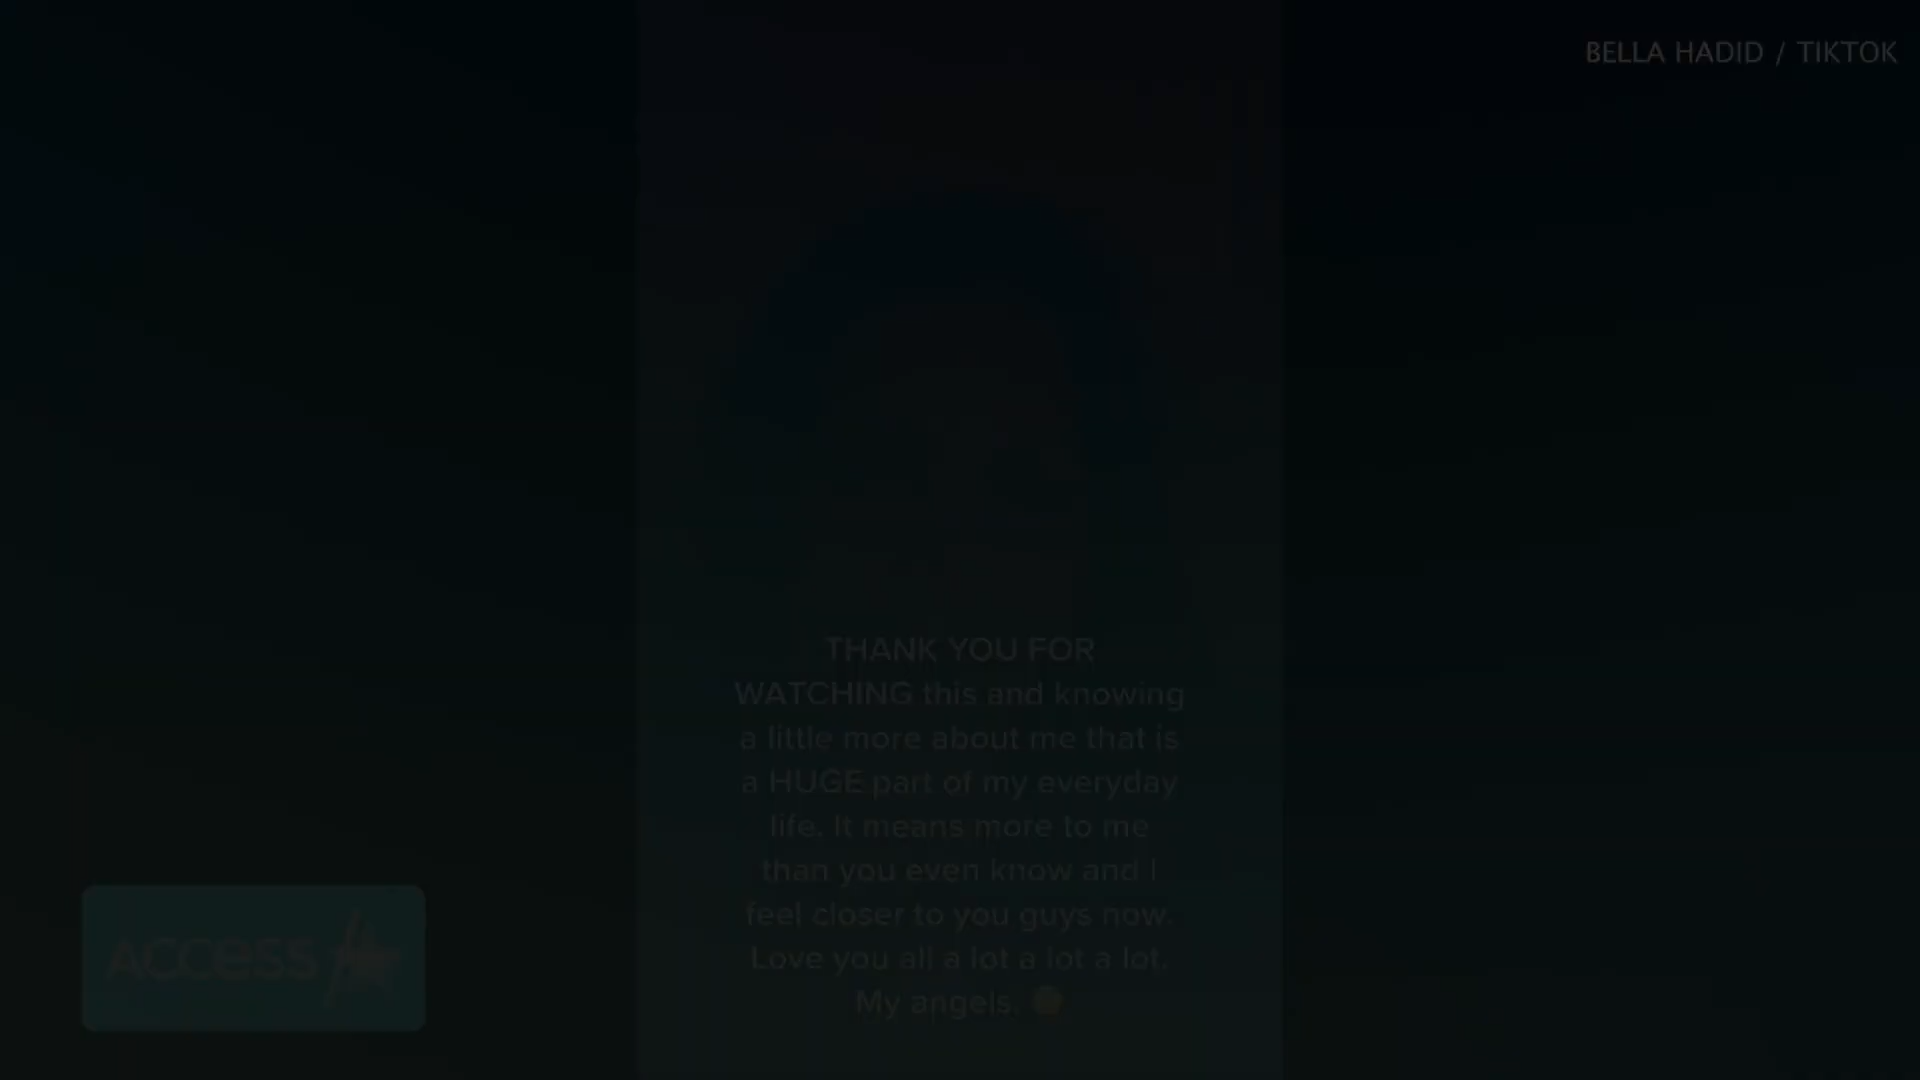 BELLA HADID / TIKTOK
THANK YOU FOR
WATCHING this and knowing
a little more about me that is
a HUGE part of my everyday
life. It means more to me
than you even know and I
feel closer to you guys now.
Love you all a lot a lot a lot.
My angels.
access